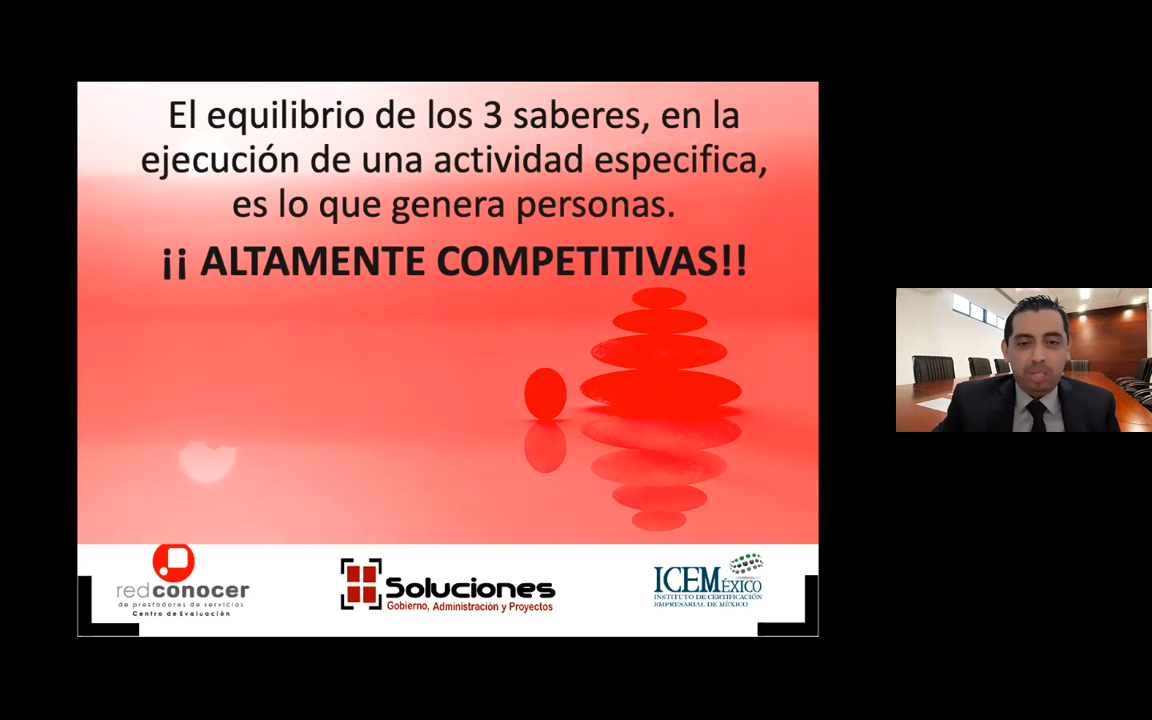 El equilibrio de los 3 saberes, en la
ejecución de una actividad especifica,
es lo que genera personas.
¡¡ ALTAMENTE COMPETITIVAS!!
redconocer
de prestadores de servicios
Centro de Evaluación
Soluciones
Gobierno, Administración y Proyectos
ICEMÉXICO
INSTITUTO DE CERTIFICACIÓN
EMPRESARIAL DE MÉXICO